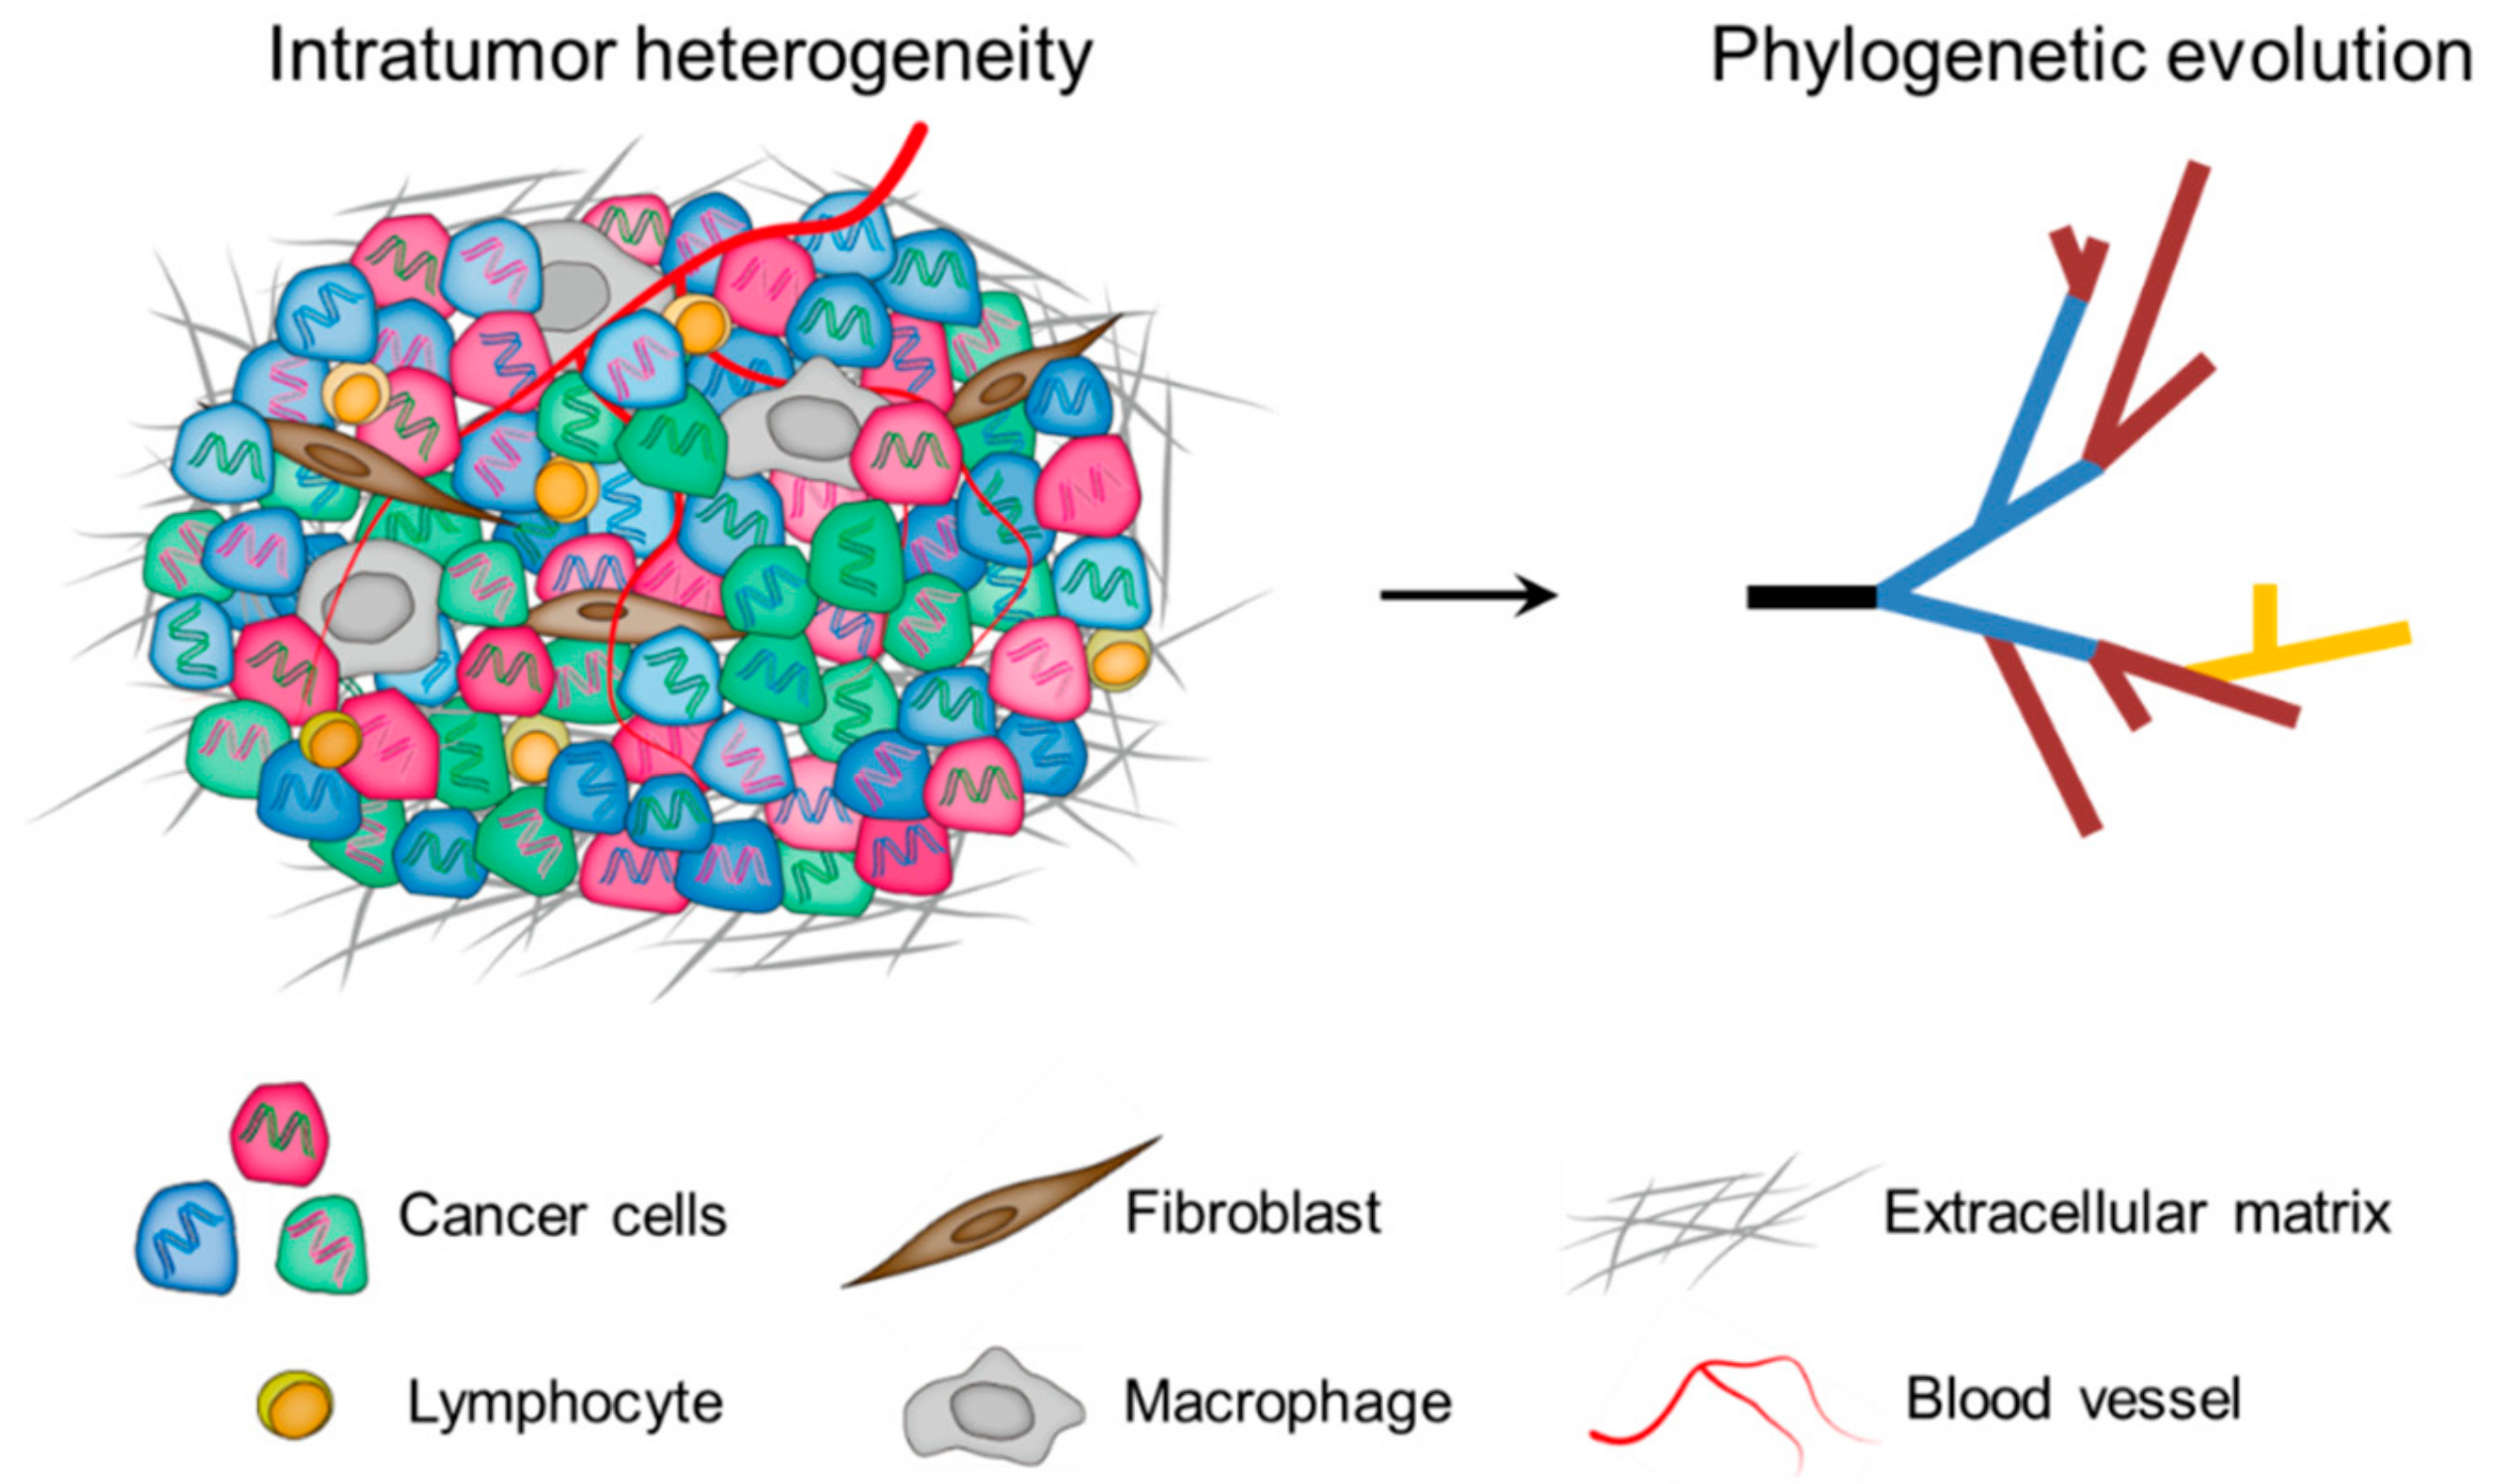 Intratumor heterogeneity
Phylogenetic evolution
Cancer cells
Fibroblast
Extracellular matrix
Lymphocyte
Macrophage
Blood vessel